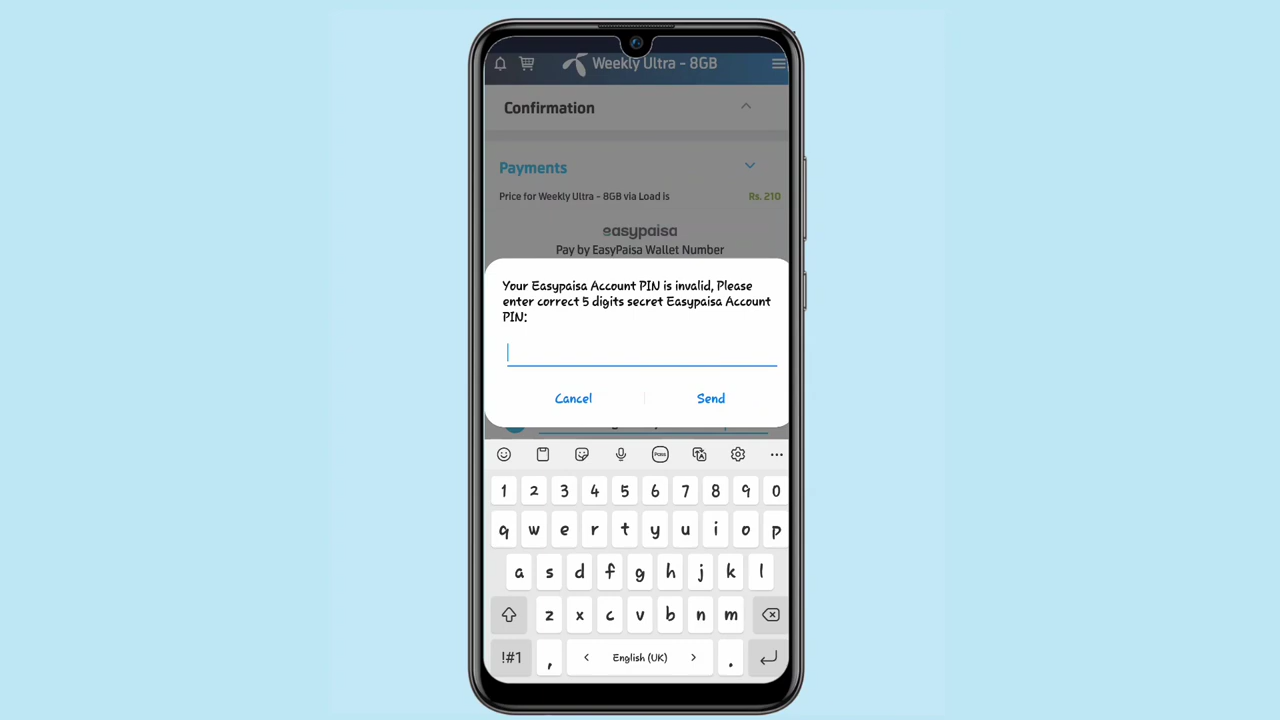 Weekly Ultra - 8GB
Confirmation
Payments
Price for Weekly Ultra - 8GB via Load is Rs. 210
easypaisa
Pay by EasyPaisa Wallet Number
Your Easypaisa Account PIN is invalid, Please
enter correct 5 digits secret Easypaisa Account
PIN:
Cancel Send
Pass
1 2 3 4 5 6 7 8 9 0
q w e r t y u i o p
a s d f g h j k l
z x c v b n m
!#1 , < English (UK) > .